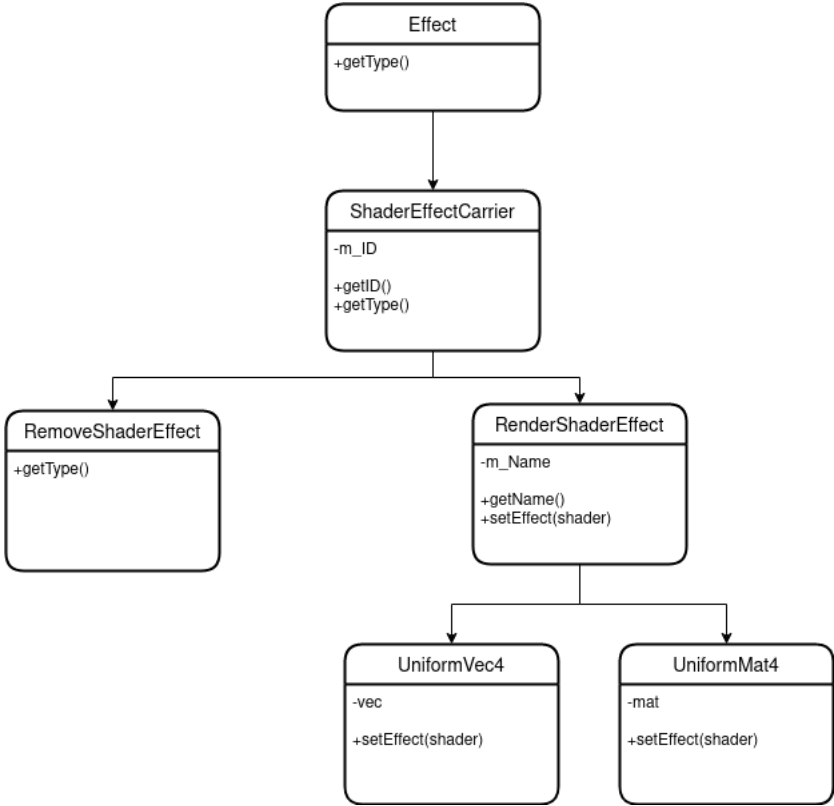 Effect
+getType()
ShaderEffectCarrier
-m_ID
+getID()
+getType()
RemoveShaderEffect
+getType()
RenderShaderEffect
-m_Name
+getName()
+setEffect(shader)
UniformVec4
-vec
+setEffect(shader)
UniformMat4
-mat
+setEffect(shader)